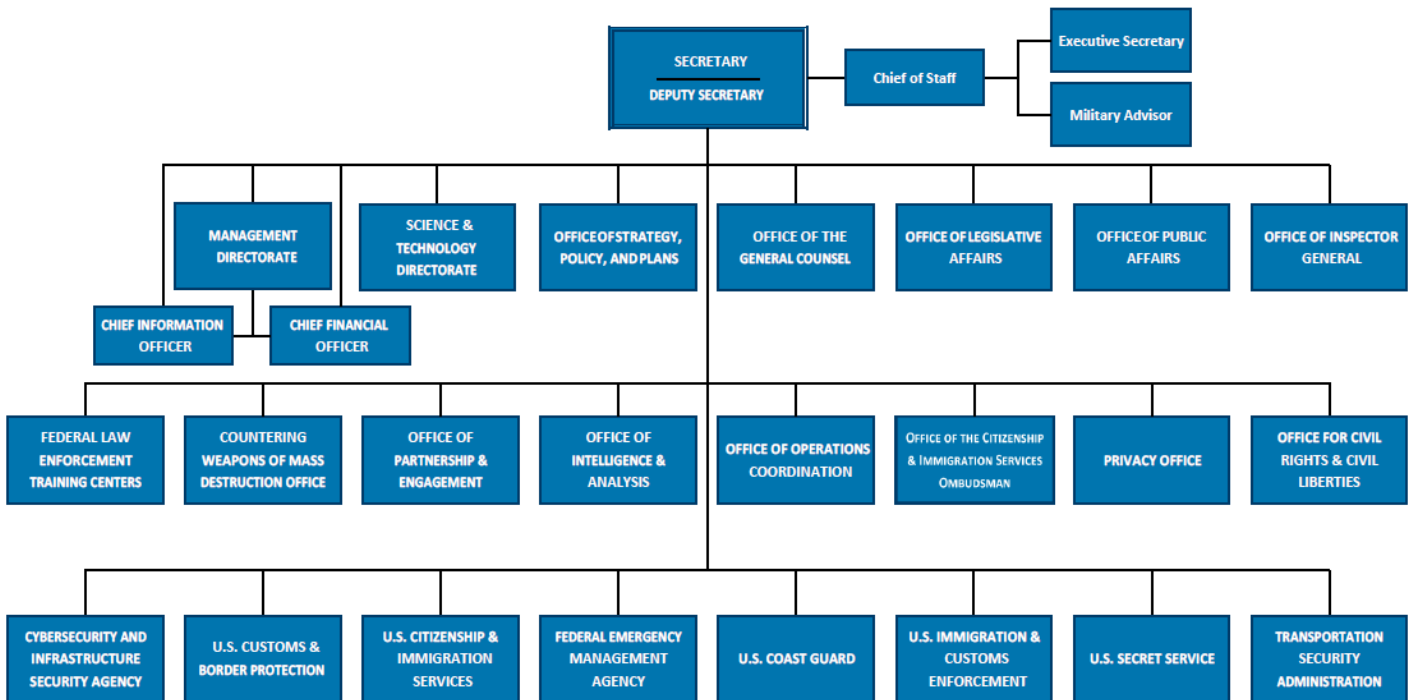 SECRETARY
DEPUTY SECRETARY
Chief of Staff
Executive Secretary
Military Advisor
MANAGEMENT
DIRECTORATE
SCIENCE &
TECHNOLOGY
DIRECTORATE
OFFICE OF STRATEGY,
POLICY, AND PLANS
OFFICE OF THE
GENERAL COUNSEL
OFFICE OF LEGISLATIVE
AFFAIRS
OFFICE OF PUBLIC
AFFAIRS
OFFICE OF INSPECTOR
GENERAL
CHIEF INFORMATION
OFFICER
CHIEF FINANCIAL
OFFICER
FEDERAL LAW
ENFORCEMENT
TRAINING CENTERS
COUNTERING
WEAPONS OF MASS
DESTRUCTION OFFICE
OFFICE OF
PARTNERSHIP &
ENGAGEMENT
OFFICE OF
INTELLIGENCE &
ANALYSIS
OFFICE OF OPERATIONS
COORDINATION
OFFICE OF THE CITIZENSHIP
& IMMIGRATION SERVICES
OMBUDSMAN
PRIVACY OFFICE
OFFICE FOR CIVIL
RIGHTS & CIVIL
LIBERTIES
CYBERSECURITY AND
INFRASTRUCTURE
SECURITY AGENCY
U.S. CUSTOMS &
BORDER PROTECTION
U.S. CITIZENSHIP &
IMMIGRATION
SERVICES
FEDERAL EMERGENCY
MANAGEMENT
AGENCY
U.S. COAST GUARD
U.S. IMMIGRATION &
CUSTOMS
ENFORCEMENT
U.S. SECRET SERVICE
TRANSPORTATION
SECURITY
ADMINISTRATION